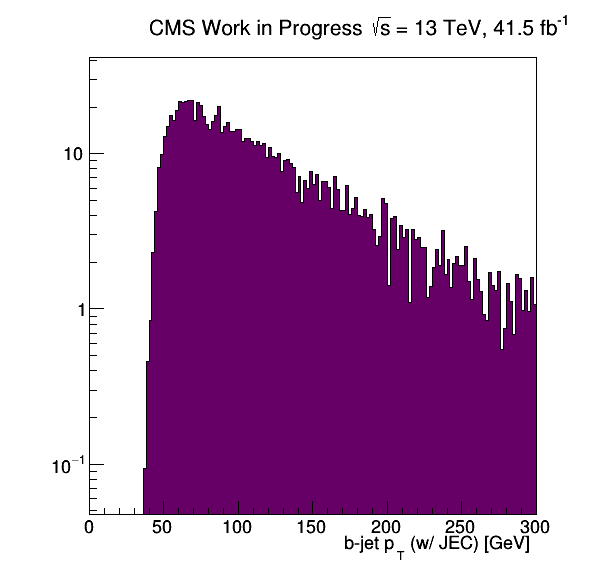 CMS Work in Progress √s = 13 TeV, 41.5 fb⁻¹
10
1
10⁻¹
0 50 100 150 200 250 300
b-jet p_T (w/ JEC) [GeV]